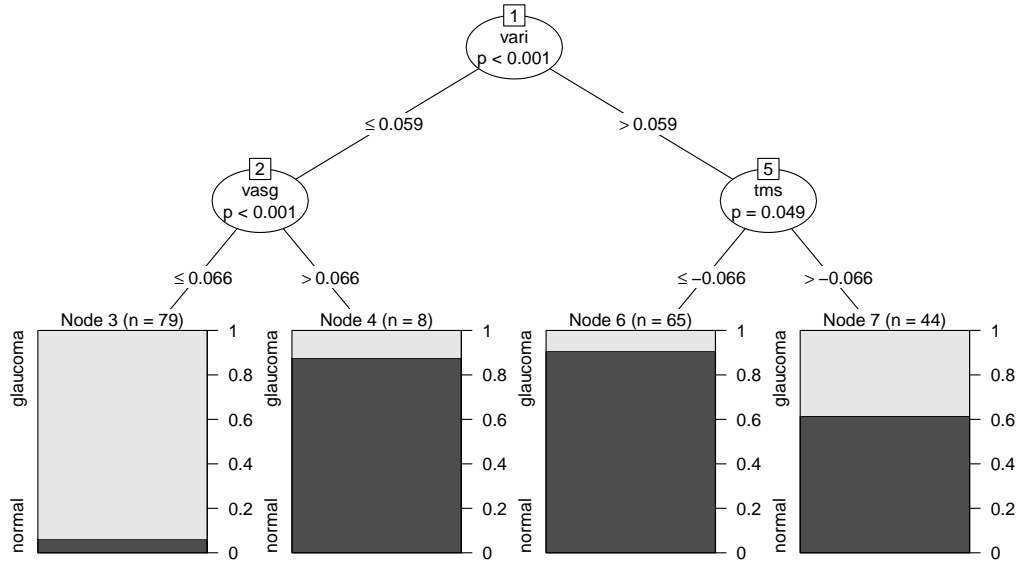 1
vari
p < 0.001
≤ 0.059
> 0.059
2
vasg
p < 0.001
5
tms
p = 0.049
≤ 0.066
> 0.066
≤ −0.066
> −0.066
Node 3 (n = 79)
glaucoma
normal
1
0.8
0.6
0.4
0.2
0
Node 4 (n = 8)
glaucoma
normal
1
0.8
0.6
0.4
0.2
0
Node 6 (n = 65)
glaucoma
normal
1
0.8
0.6
0.4
0.2
0
Node 7 (n = 44)
glaucoma
normal
1
0.8
0.6
0.4
0.2
0